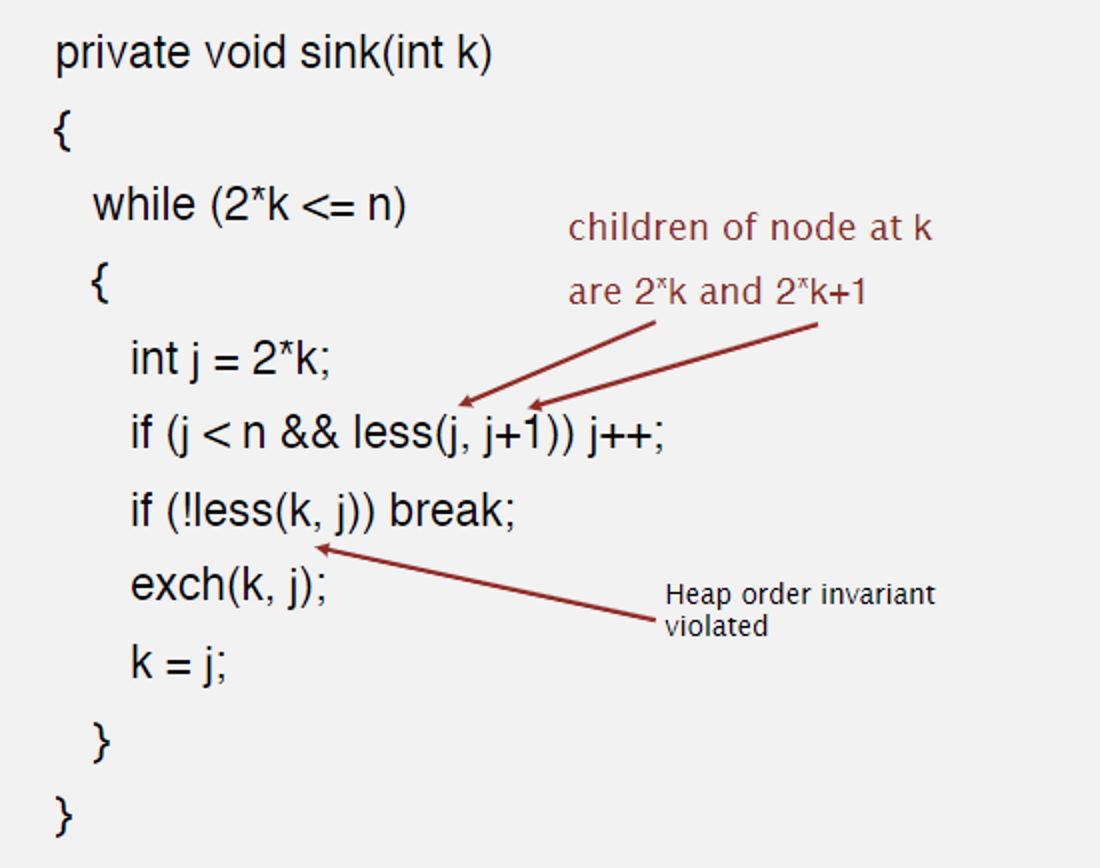 private void sink(int k)
{
while (2*k <= n)
{
children of node at k
are 2*k and 2*k+1
int j = 2*k;
if (j < n && less(j, j+1)) j++;
if (!less(k, j)) break;
exch(k, j);
Heap order invariant
violated
k = j;
}
}